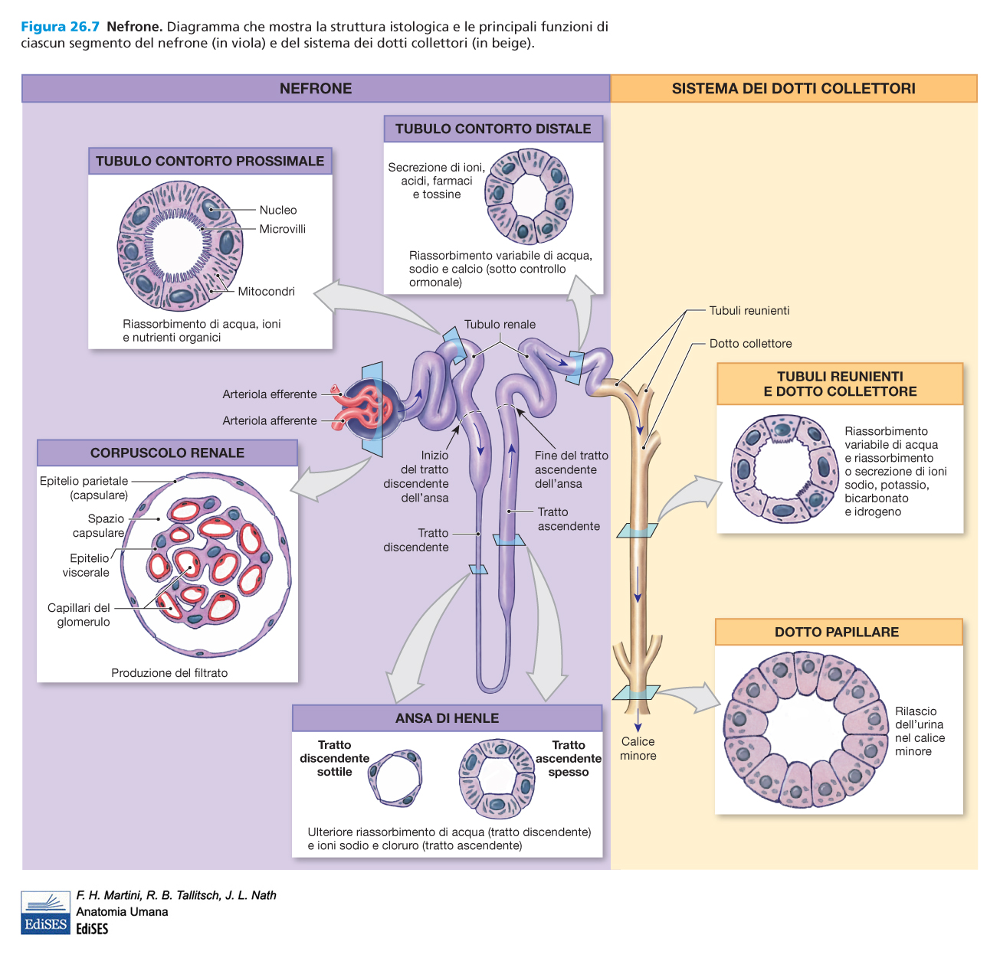 Figura 26.7 Nefrone. Diagramma che mostra la struttura istologica e le principali funzioni di
ciascun segmento del nefrone (in viola) e del sistema dei dotti collettori (in beige).
NEFRONE
SISTEMA DEI DOTTI COLLETTORI
TUBULO CONTORTO PROSSIMALE
Nucleo
Microvilli
Mitocondri
Riassorbimento di acqua, ioni
e nutrienti organici
TUBULO CONTORTO DISTALE
Secrezione di ioni,
acidi, farmaci
e tossine
Riassorbimento variabile di acqua,
sodio e calcio (sotto controllo
ormonale)
Tubulo renale
Arteriola efferente
Arteriola afferente
Inizio
del tratto
discendente
dell'ansa
Fine del tratto
ascendente
dell'ansa
Tratto
ascendente
Tratto
discendente
Tubuli reunienti
Dotto collettore
TUBULI REUNIENTI
E DOTTO COLLETTORE
Riassorbimento
variabile di acqua
e riassorbimento
o secrezione di ioni
sodio, potassio,
bicarbonato
e idrogeno
CORPUSCOLO RENALE
Epitelio parietale
(capsulare)
Spazio
capsulare
Epitelio
viscerale
Capillari del
glomerulo
Produzione del filtrato
ANSA DI HENLE
Tratto
discendente
sottile
Tratto
ascendente
spesso
Ulteriore riassorbimento di acqua (tratto discendente)
e ioni sodio e cloruro (tratto ascendente)
Calice
minore
DOTTO PAPILLARE
Rilascio
dell'urina
nel calice
minore
F. H. Martini, R. B. Tallitsch, J. L. Nath
Anatomia Umana
EdiSES
EdiSES